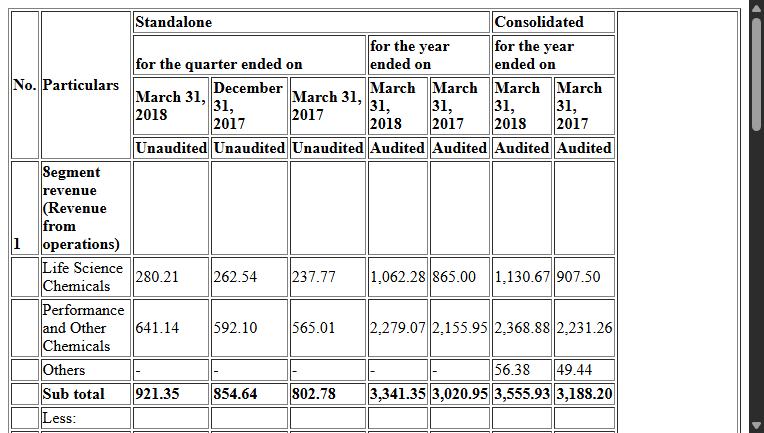 No. Particulars Standalone Consolidated
for the quarter ended on for the year ended on for the year ended on
March 31, 2018 December 31, 2017 March 31, 2017 March 31, 2018 March 31, 2017 March 31, 2018 March 31, 2017
Unaudited Unaudited Unaudited Audited Audited Audited Audited
1 Segment revenue (Revenue from operations)
Life Science Chemicals 280.21 262.54 237.77 1,062.28 865.00 1,130.67 907.50
Performance and Other Chemicals 641.14 592.10 565.01 2,279.07 2,155.95 2,368.88 2,231.26
Others - - - - - 56.38 49.44
Sub total 921.35 854.64 802.78 3,341.35 3,020.95 3,555.93 3,188.20
Less: